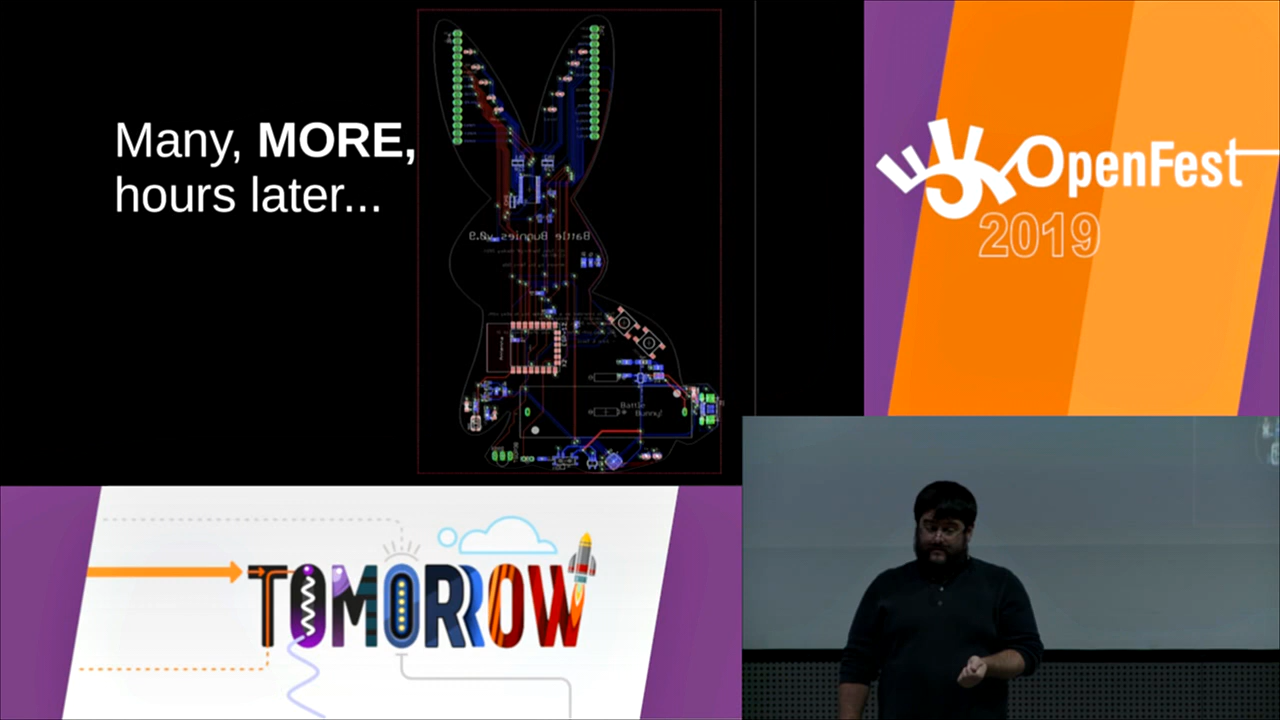 Many, MORE,
hours later...
Battle Bunnies v0.9
Battle
Bunny!
OpenFest
2019
TOMORROW